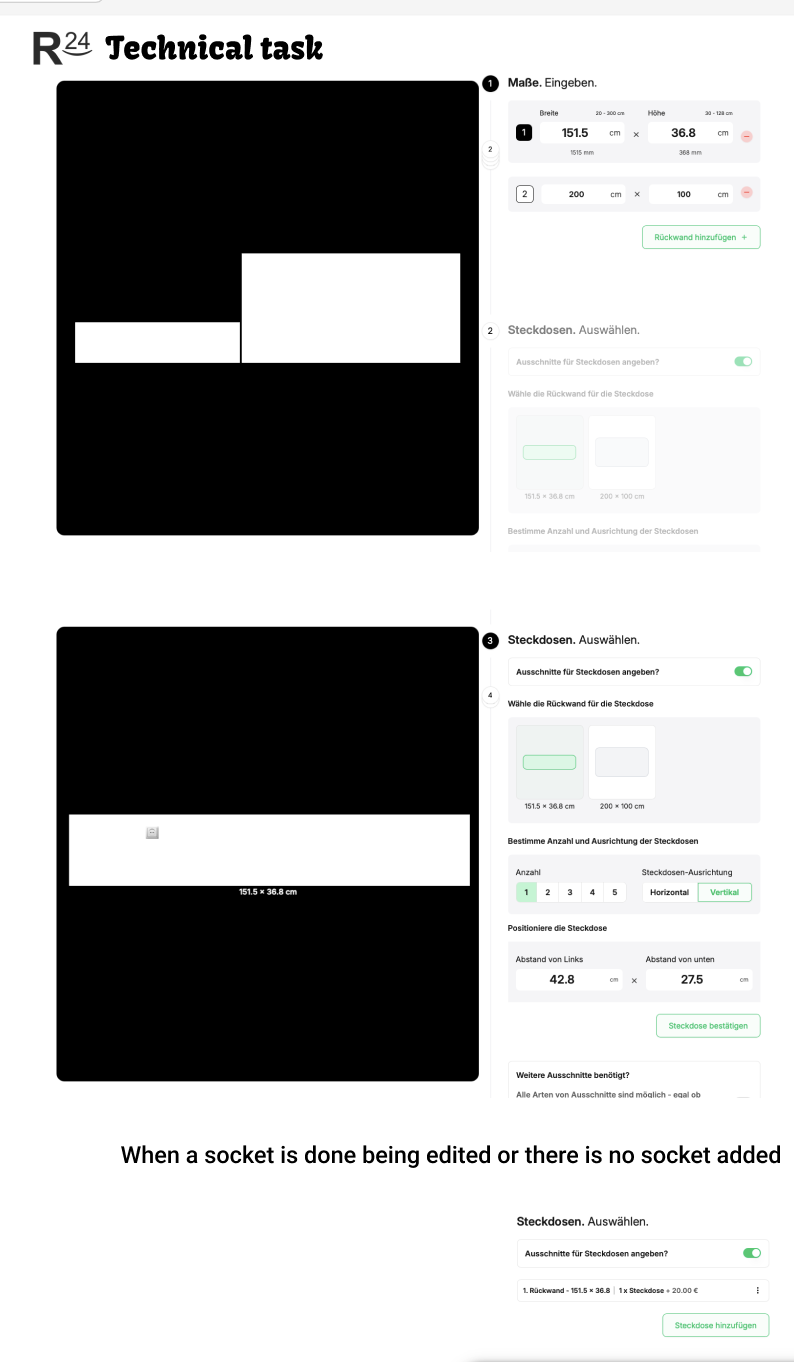 R24 Technical task
1 Maße. Eingeben.
Breite 20 - 300 cm Höhe 30 - 128 cm
1 151.5 cm × 36.8 cm
1515 mm 368 mm
2
2 200 cm × 100 cm
Rückwand hinzufügen +
2 Steckdosen. Auswählen.
Ausschnitte für Steckdosen angeben?
Wähle die Rückwand für die Steckdose
151.5 × 36.8 cm 200 × 100 cm
Bestimme Anzahl und Ausrichtung der Steckdosen
3 Steckdosen. Auswählen.
Ausschnitte für Steckdosen angeben?
4
Wähle die Rückwand für die Steckdose
151.5 × 36.8 cm 200 × 100 cm
Bestimme Anzahl und Ausrichtung der Steckdosen
Anzahl Steckdosen-Ausrichtung
1 2 3 4 5 Horizontal Vertikal
151.5 × 36.8 cm
Positioniere die Steckdose
Abstand von Links Abstand von unten
42.8 cm × 27.5 cm
Steckdose bestätigen
Weitere Ausschnitte benötigt?
Alle Arten von Ausschnitte sind möglich - egal ob
When a socket is done being edited or there is no socket added
Steckdosen. Auswählen.
Ausschnitte für Steckdosen angeben?
1. Rückwand - 151.5 × 36.8 | 1 x Steckdose + 20.00 €
Steckdose hinzufügen